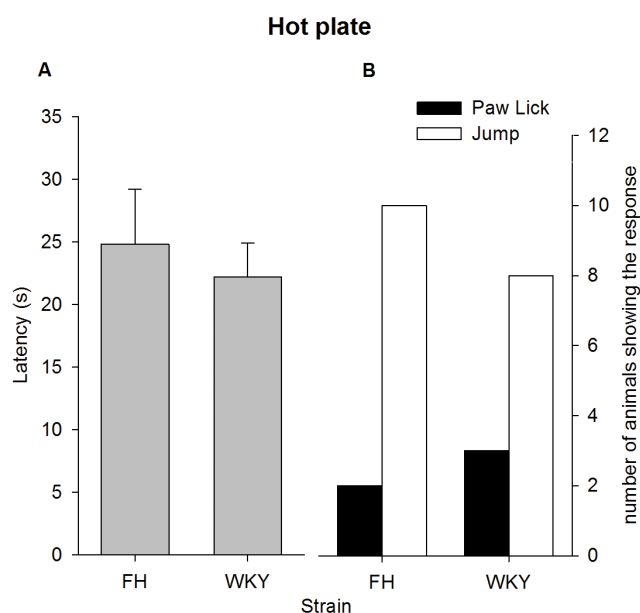 Hot plate
A
B
35
30
25
20
15
10
5
0
Latency (s)
FH
WKY
Paw Lick
Jump
12
10
8
6
4
2
0
number of animals showing the response
FH
WKY
Strain